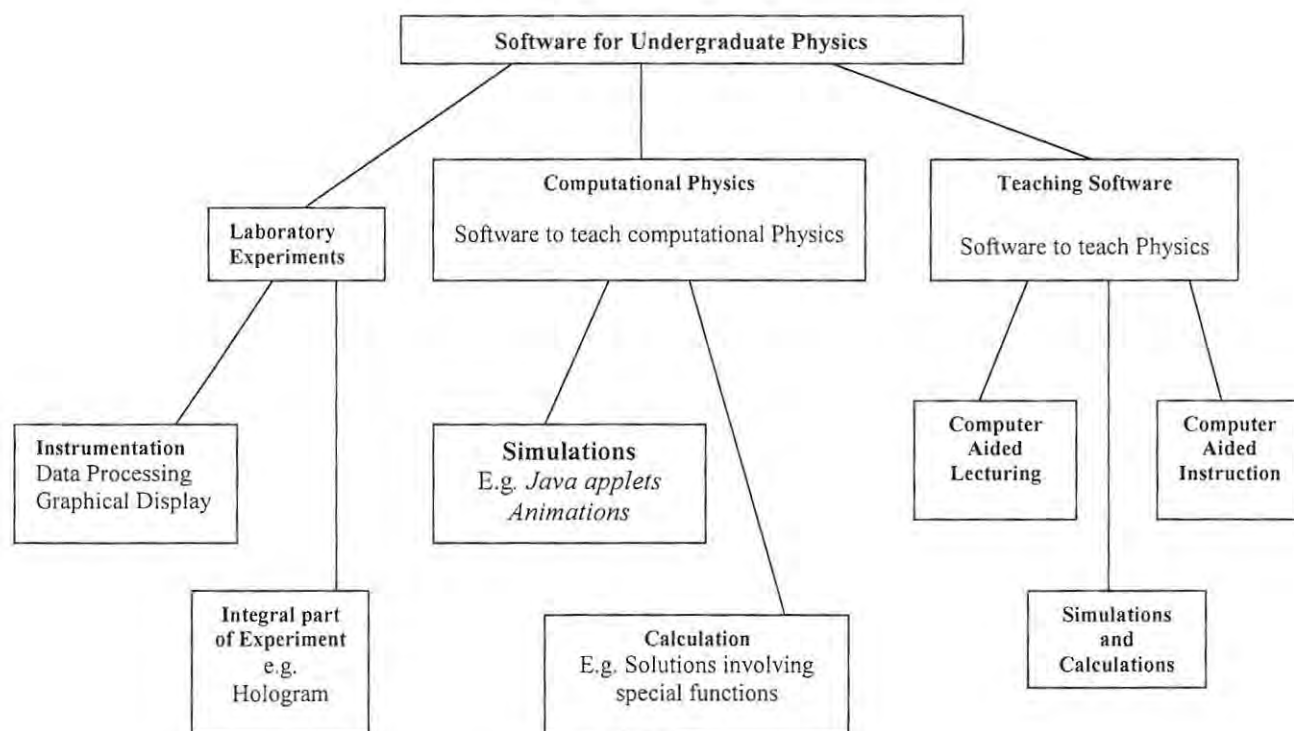 Software for Undergraduate Physics
Laboratory
Experiments
Computational Physics
Software to teach computational Physics
Teaching Software
Software to teach Physics
Instrumentation
Data Processing
Graphical Display
Integral part
of Experiment
e.g.
Hologram
Simulations
E.g. Java applets
Animations
Calculation
E.g. Solutions involving
special functions
Computer
Aided
Lecturing
Simulations
and
Calculations
Computer
Aided
Instruction